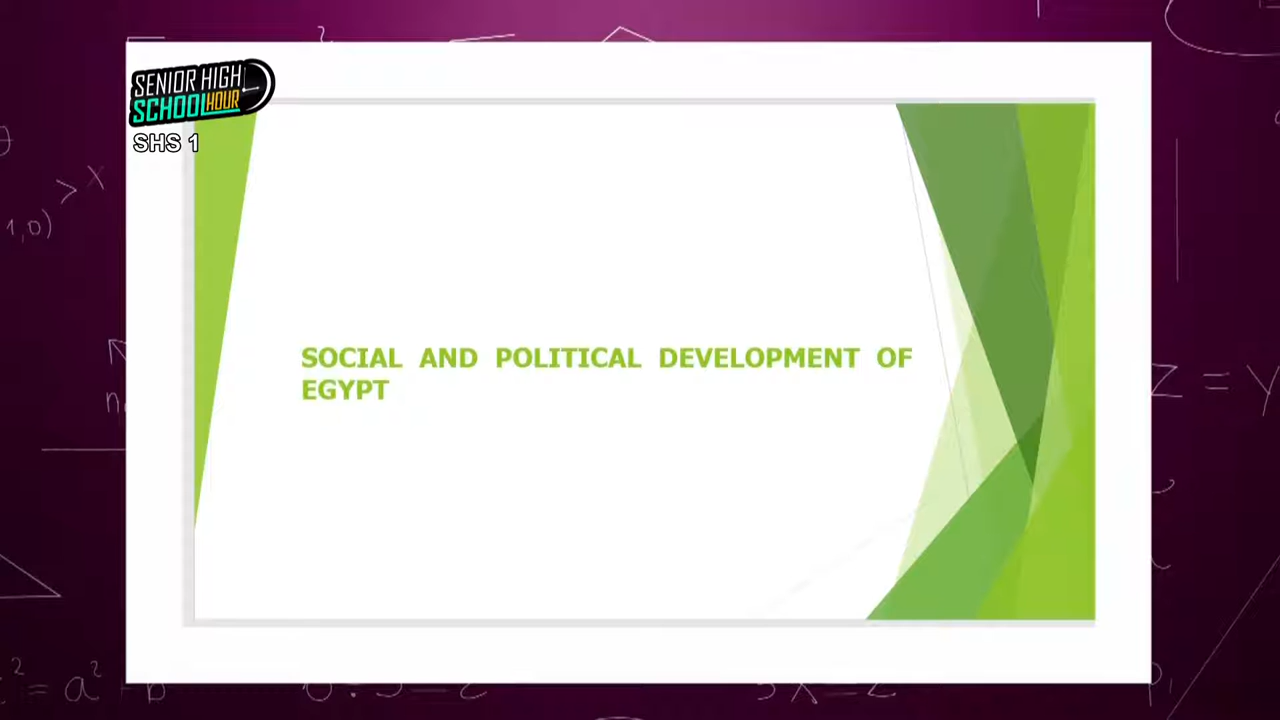 SENIOR HIGH
SCHOOL HOUR
SHS 1
SOCIAL AND POLITICAL DEVELOPMENT OF
EGYPT